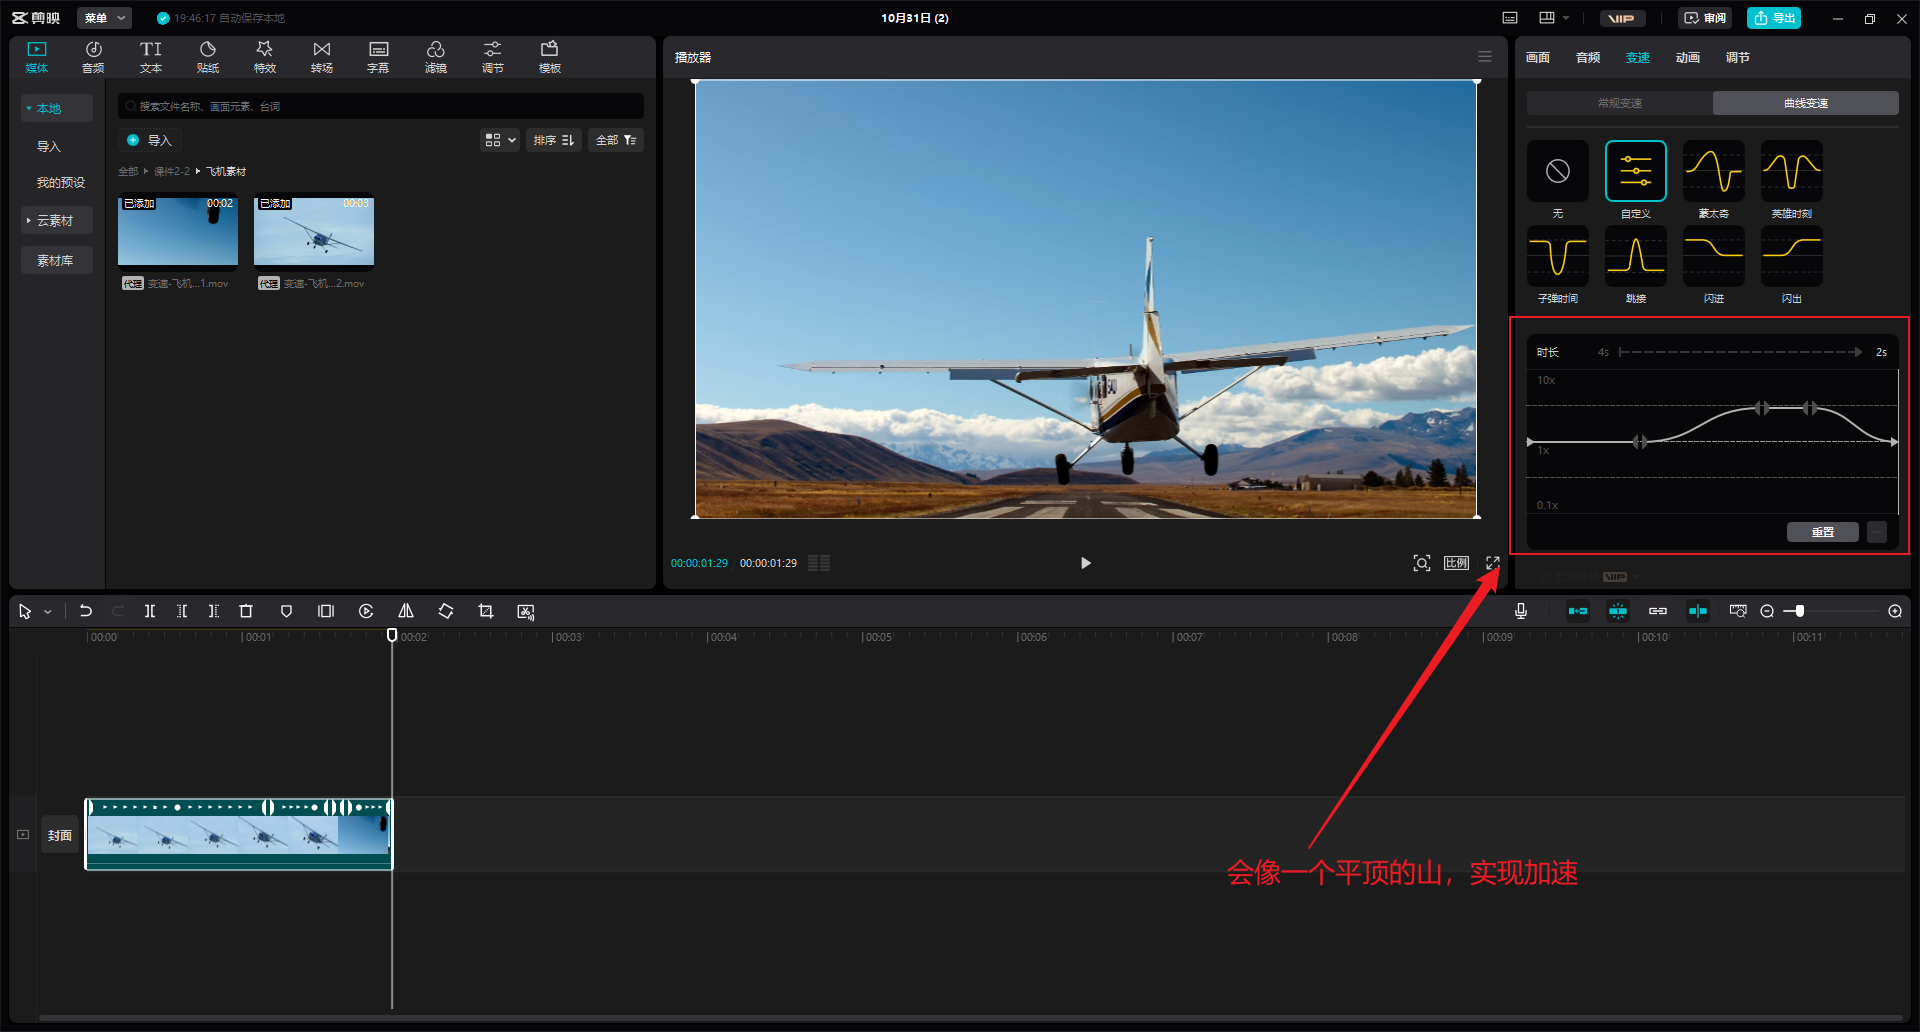 剪映
菜单
19:46:17 自动保存本地
10月31日 (2)
VIP
审阅
导出
媒体
音频
TI
文本
贴纸
特效
转场
字幕
滤镜
调节
模板
本地
导入
我的预设
云素材
素材库
搜索文件名称、画面元素、台词
导入
排序
全部
全部
课件2-2
飞机素材
已添加
00:02
已添加
00:03
代理
变速-飞机...1.mov
代理
变速-飞机...2.mov
播放器
00:00:01:29
00:00:01:29
比例
画面
音频
变速
动画
调节
常规变速
曲线变速
无
自定义
蒙太奇
英雄时刻
子弹时间
跳接
闪进
闪出
时长
4s
2s
10x
1x
0.1x
重置
VIP
00:00
00:01
00:02
00:03
00:04
00:05
00:06
00:07
00:08
00:09
00:10
00:11
封面
会像一个平顶的山，实现加速